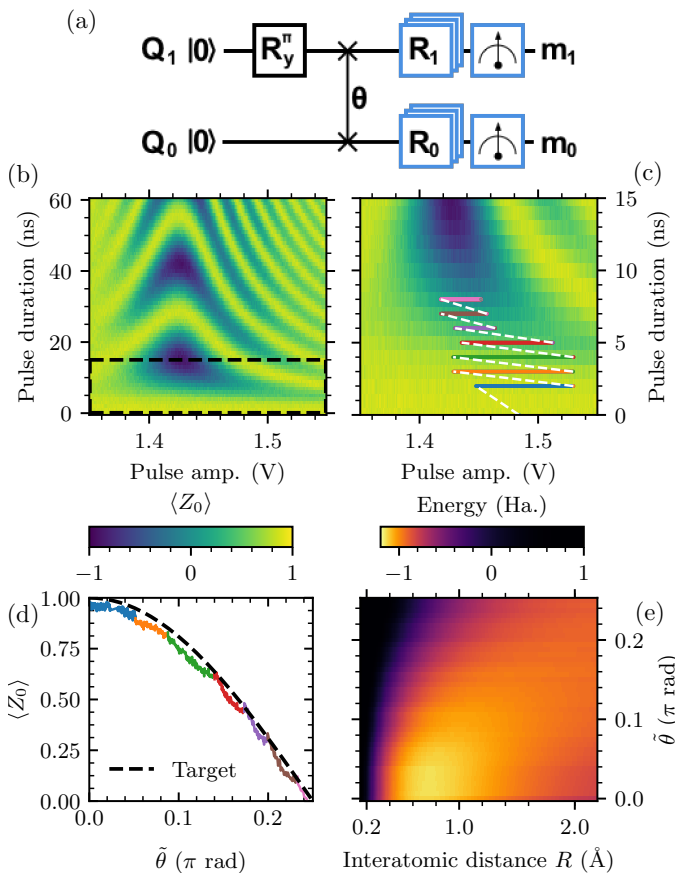 (a)
Q1 |0⟩ R_y^π R1 m1
θ
Q0 |0⟩ R0 m0
(b)
Pulse duration (ns)
60
40
20
0
1.4 1.5
Pulse amp. (V)
⟨Z0⟩
−1 0 1
(c)
15
10
5
0
Pulse duration (ns)
1.4 1.5
Pulse amp. (V)
Energy (Ha.)
−1 0 1
(d)
⟨Z0⟩
1.00
0.75
0.50
0.25
0.00
Target
0.0 0.1 0.2
θ̃ (π rad)
(e)
0.2
0.1
0.0
θ̃ (π rad)
0.2 1.0 2.0
Interatomic distance R (Å)